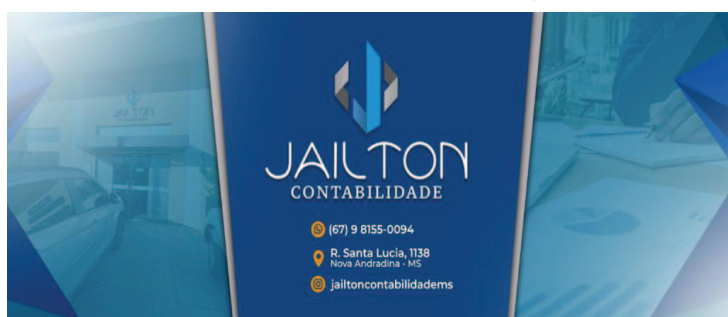 JAILTON
CONTABILIDADE
(67) 9 8155-0094
R. Santa Lucia, 1138
Nova Andradina - MS
jailtoncontabilidadems